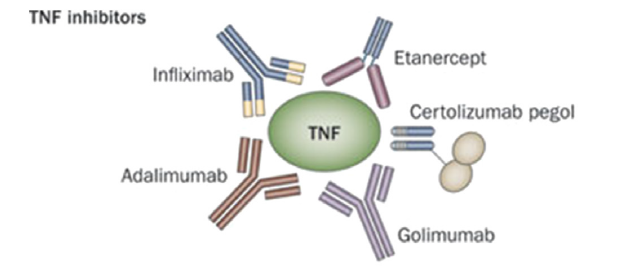 TNF inhibitors
Infliximab
Etanercept
Certolizumab pegol
TNF
Adalimumab
Golimumab